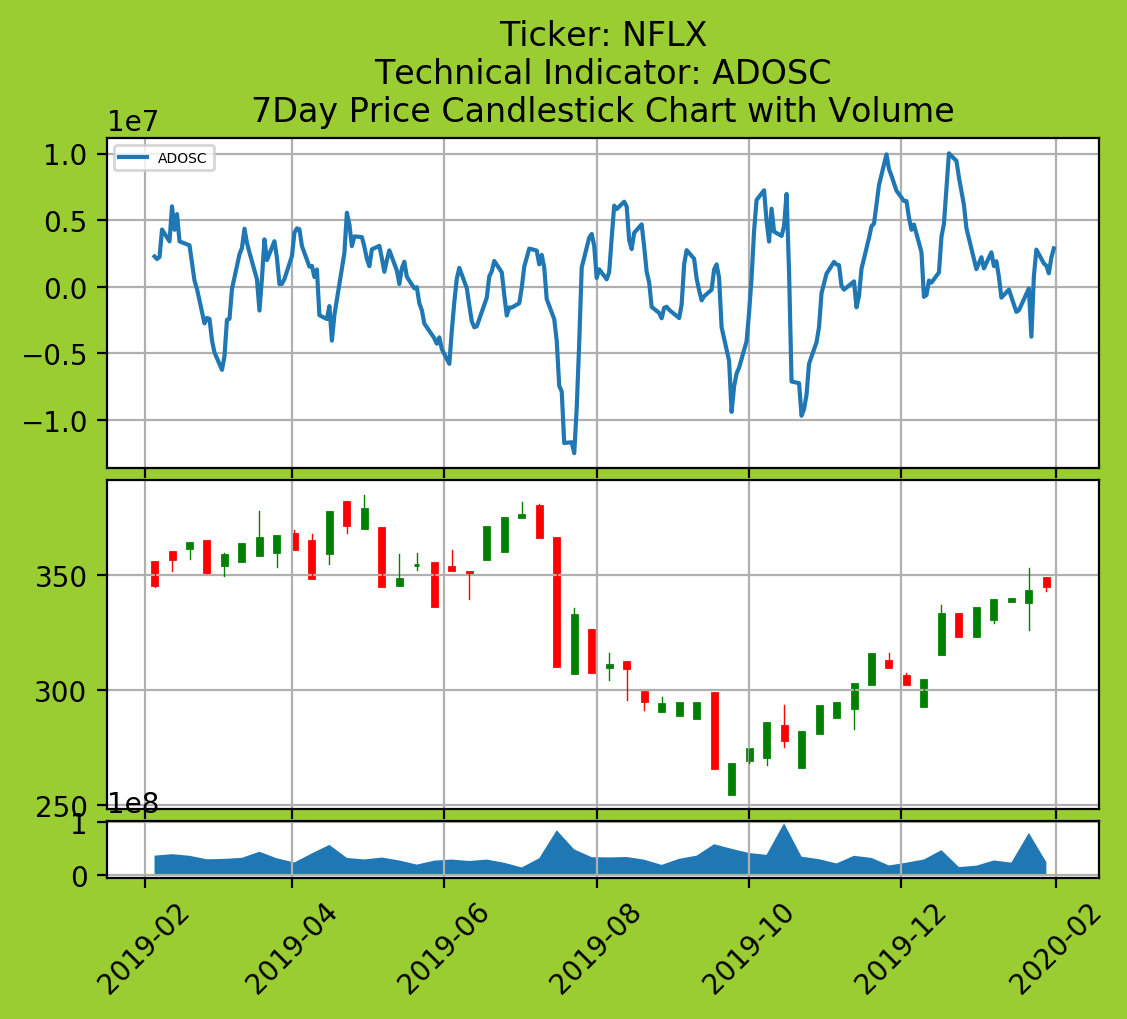 Ticker: NFLX
Technical Indicator: ADOSC
7Day Price Candlestick Chart with Volume
1e7
ADOSC
1.0
0.5
0.0
−0.5
−1.0
350
300
250
1e8
1
0
2019-02
2019-04
2019-06
2019-08
2019-10
2019-12
2020-02